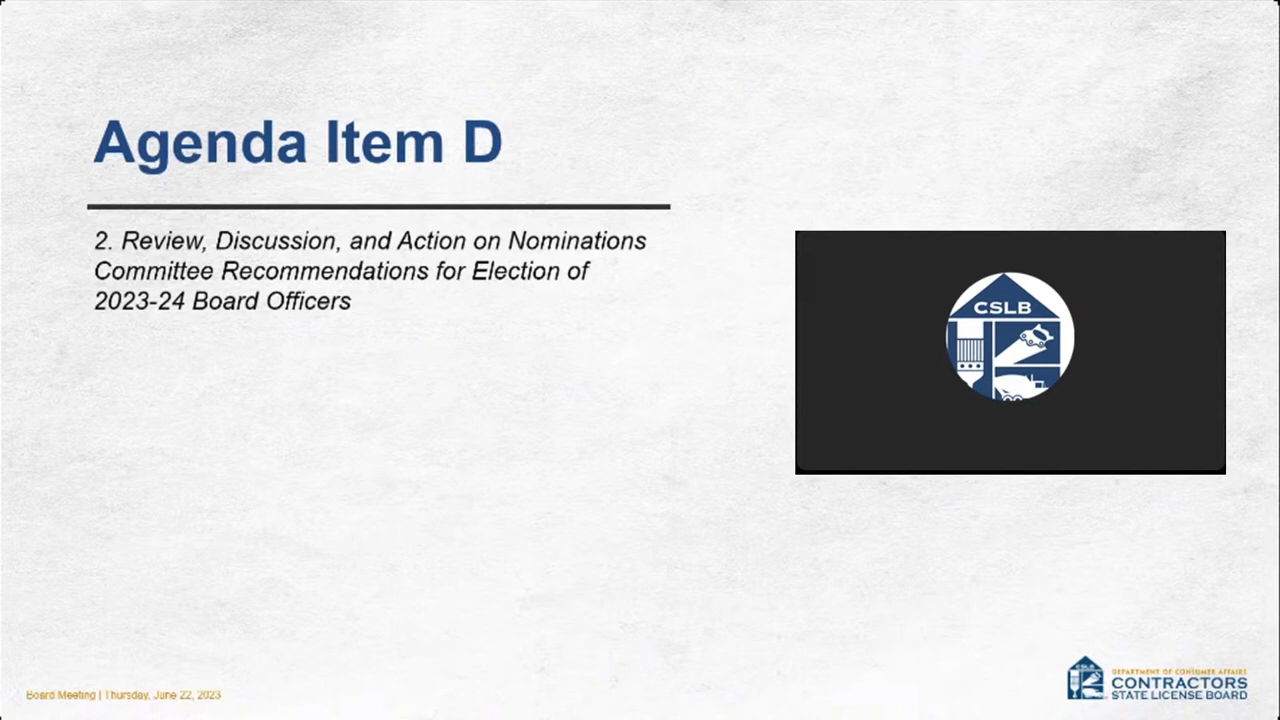 Agenda Item D
2. Review, Discussion, and Action on Nominations
Committee Recommendations for Election of
2023-24 Board Officers
CSLB
Board Meeting | Thursday, June 22, 2023
CSLB
DEPARTMENT OF CONSUMER AFFAIRS
CONTRACTORS
STATE LICENSE BOARD